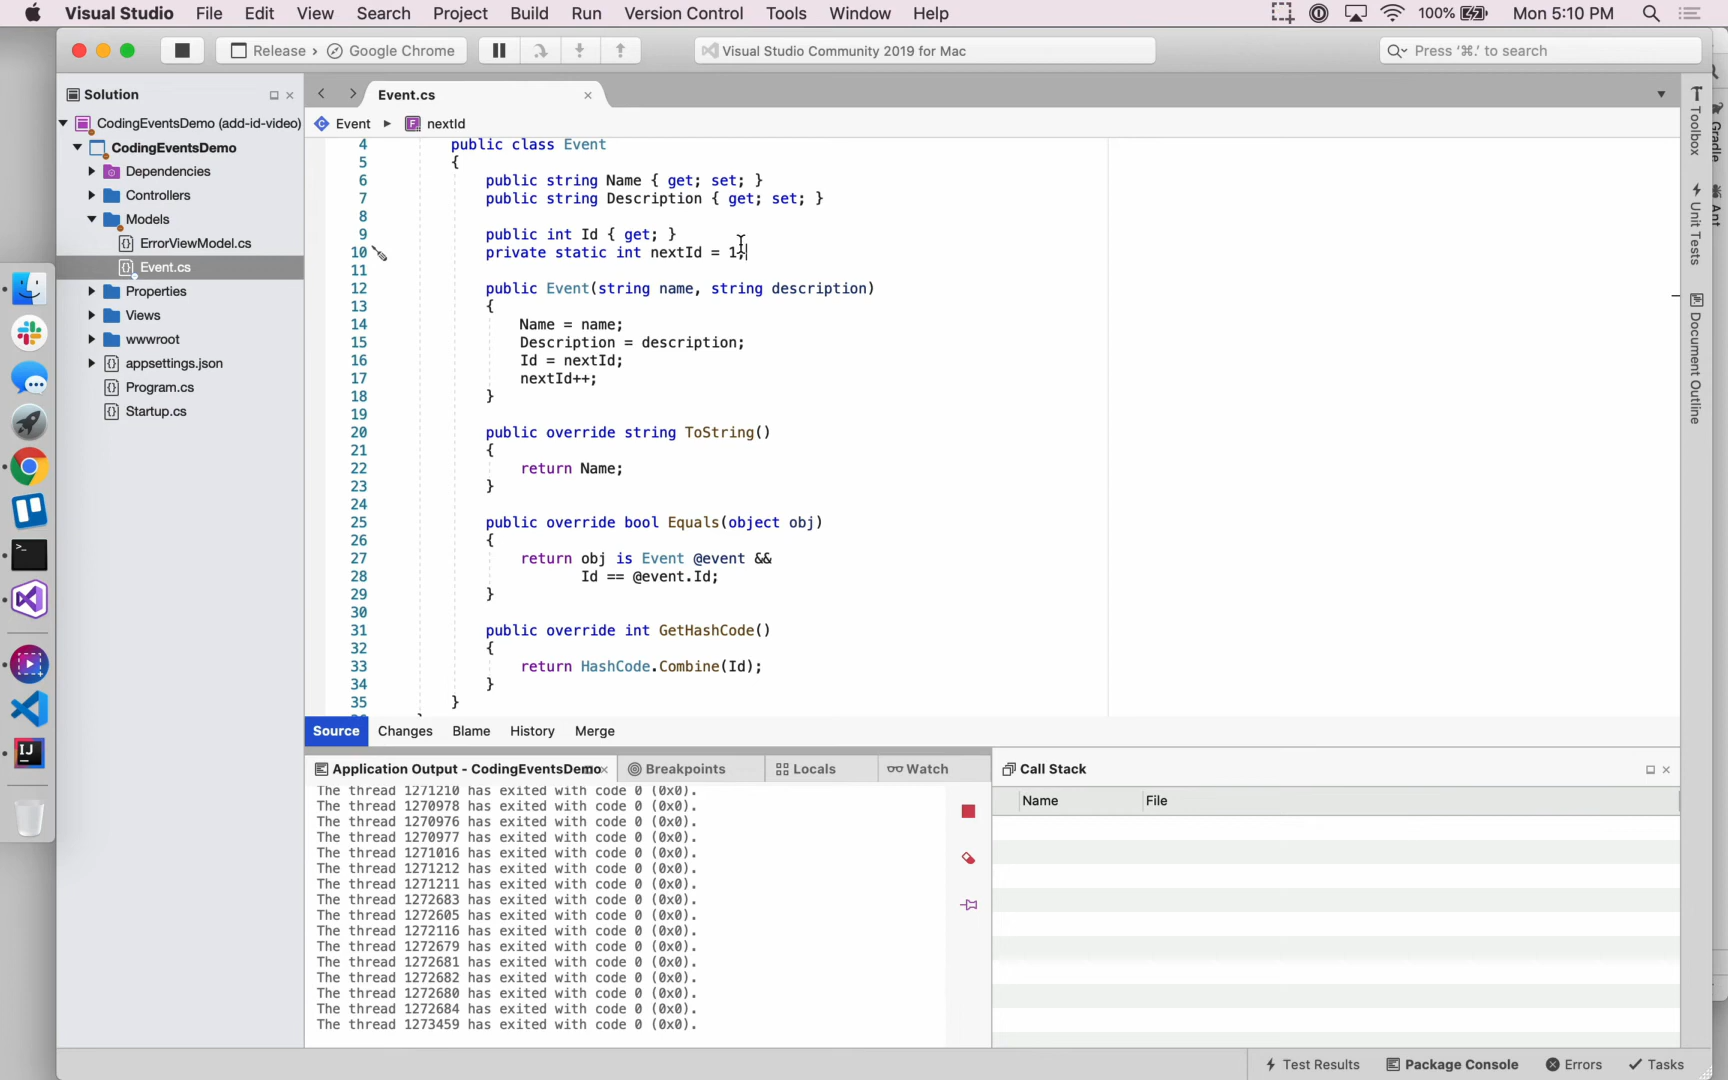 Visual Studio File Edit View Search Project Build Run Version Control Tools Window Help 100% Mon 5:10 PM
Release › Google Chrome
Visual Studio Community 2019 for Mac
Press '⌘.' to search
Solution
CodingEventsDemo (add-id-video)
CodingEventsDemo
Dependencies
Controllers
Models
ErrorViewModel.cs
Event.cs
Properties
Views
wwwroot
appsettings.json
Program.cs
Startup.cs
Event.cs
Event ▸ nextId
4 public class Event
5 {
6 public string Name { get; set; }
7 public string Description { get; set; }
8
9 public int Id { get; }
10 private static int nextId = 1;
11
12 public Event(string name, string description)
13 {
14 Name = name;
15 Description = description;
16 Id = nextId;
17 nextId++;
18 }
19
20 public override string ToString()
21 {
22 return Name;
23 }
24
25 public override bool Equals(object obj)
26 {
27 return obj is Event @event &&
28 Id == @event.Id;
29 }
30
31 public override int GetHashCode()
32 {
33 return HashCode.Combine(Id);
34 }
35 }
Source Changes Blame History Merge
Application Output - CodingEventsDemo
Breakpoints
Locals
Watch
The thread 1271210 has exited with code 0 (0x0).
The thread 1270978 has exited with code 0 (0x0).
The thread 1270976 has exited with code 0 (0x0).
The thread 1270977 has exited with code 0 (0x0).
The thread 1271016 has exited with code 0 (0x0).
The thread 1271212 has exited with code 0 (0x0).
The thread 1271211 has exited with code 0 (0x0).
The thread 1272683 has exited with code 0 (0x0).
The thread 1272605 has exited with code 0 (0x0).
The thread 1272116 has exited with code 0 (0x0).
The thread 1272679 has exited with code 0 (0x0).
The thread 1272681 has exited with code 0 (0x0).
The thread 1272682 has exited with code 0 (0x0).
The thread 1272680 has exited with code 0 (0x0).
The thread 1272684 has exited with code 0 (0x0).
The thread 1273459 has exited with code 0 (0x0).
Call Stack
Name File
Toolbox
Unit Tests
Document Outline
Gradle
Ant
IJ
Test Results
Package Console
Errors
Tasks